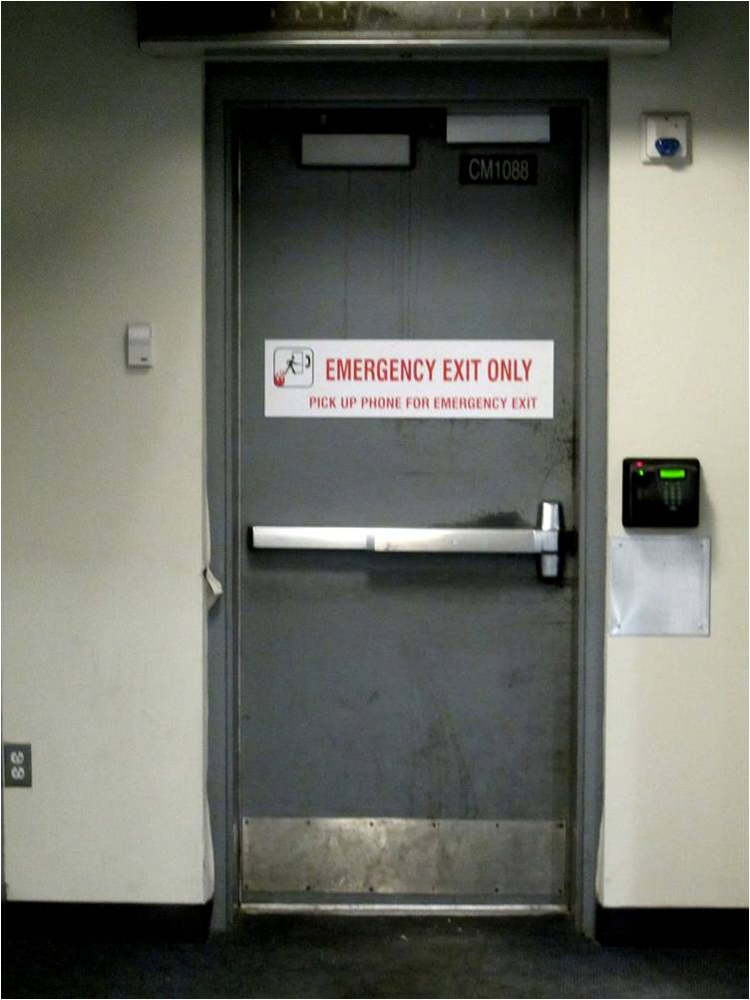 CM1088
EMERGENCY EXIT ONLY
PICK UP PHONE FOR EMERGENCY EXIT